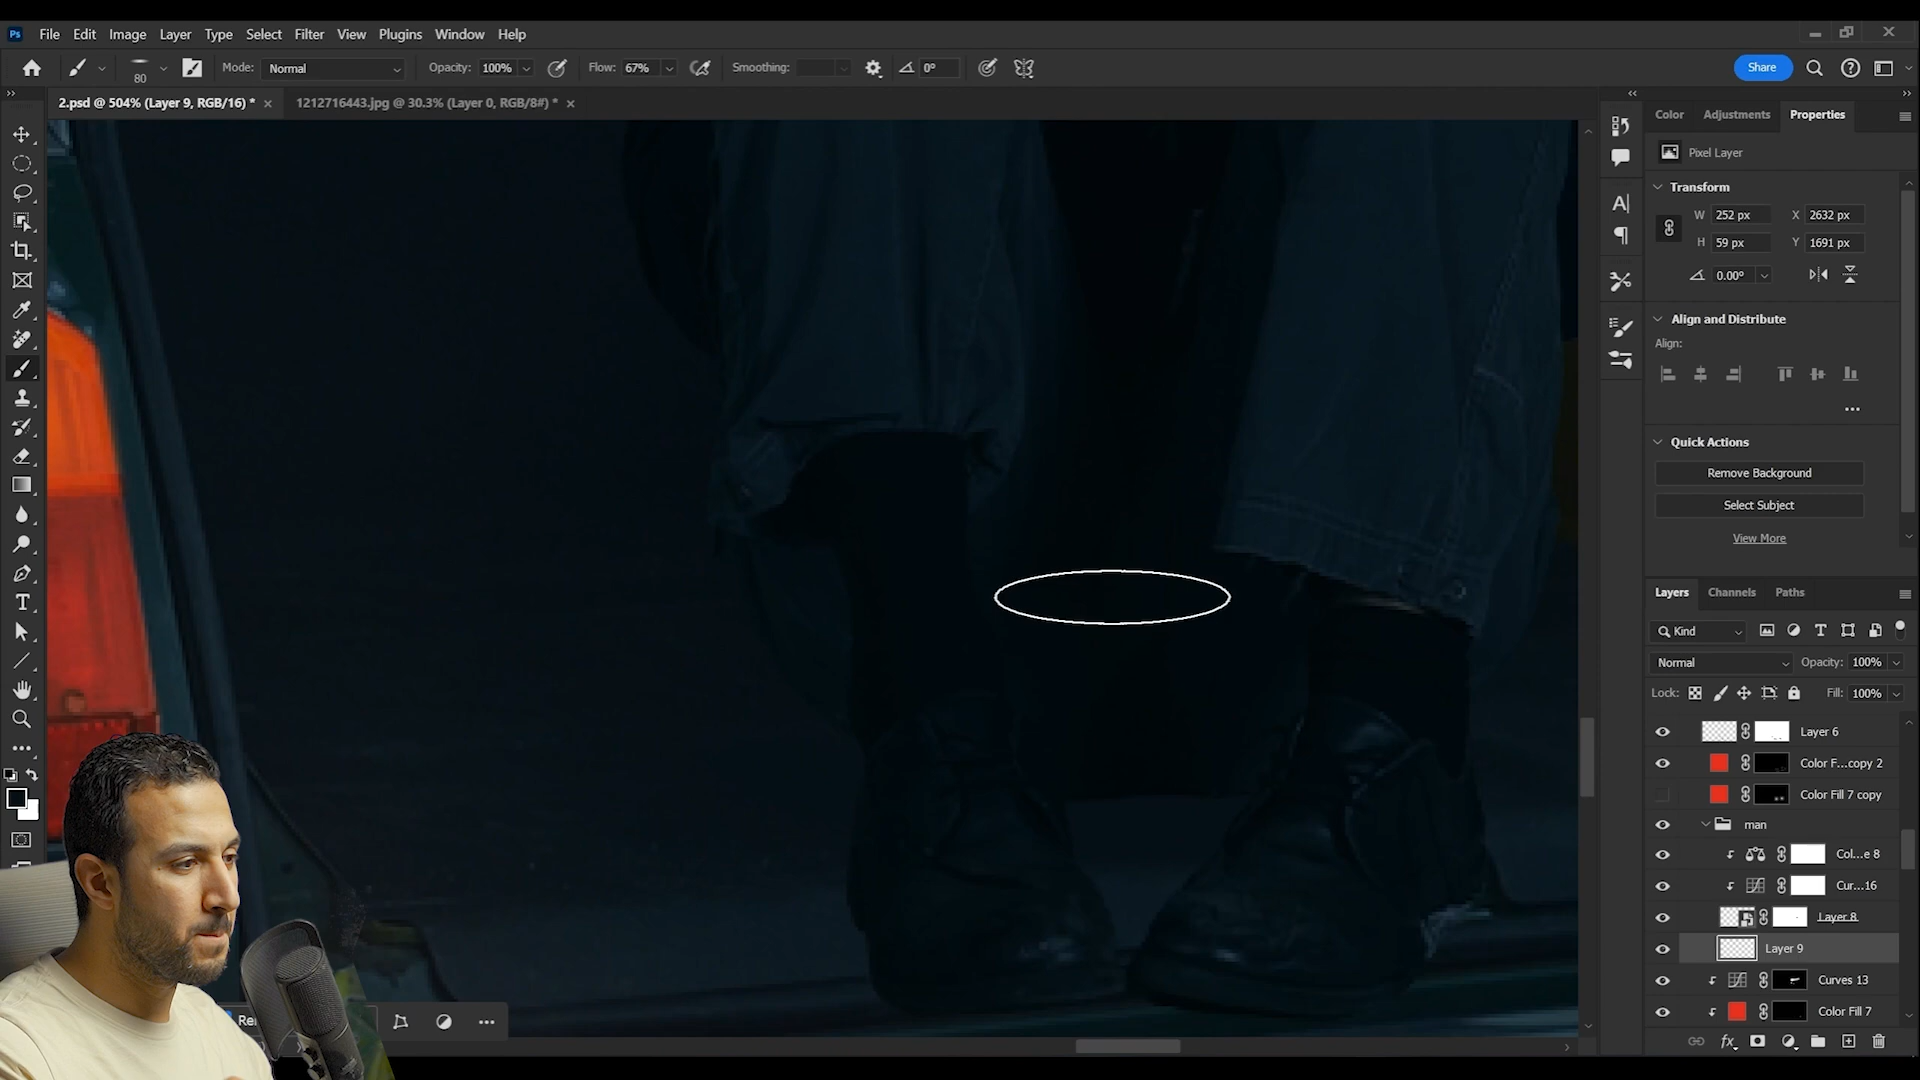 Ps File Edit Image Layer Type Select Filter View Plugins Window Help
80 Mode: Normal Opacity: 100% Flow: 67% Smoothing: 0° Share
2.psd @ 504% (Layer 9, RGB/16) * 1212716443.jpg @ 30.3% (Layer 0, RGB/8#) *
Color Adjustments Properties
Pixel Layer
Transform
W 252 px X 2632 px
H 59 px Y 1691 px
0.00°
Align and Distribute
Align:
Quick Actions
Remove Background
Select Subject
View More
Layers Channels Paths
Kind
Normal Opacity: 100%
Lock: Fill: 100%
Layer 6
Color F...copy 2
Color Fill 7 copy
man
Col...e 8
Cur...16
Layer 8
Layer 9
Curves 13
Color Fill 7